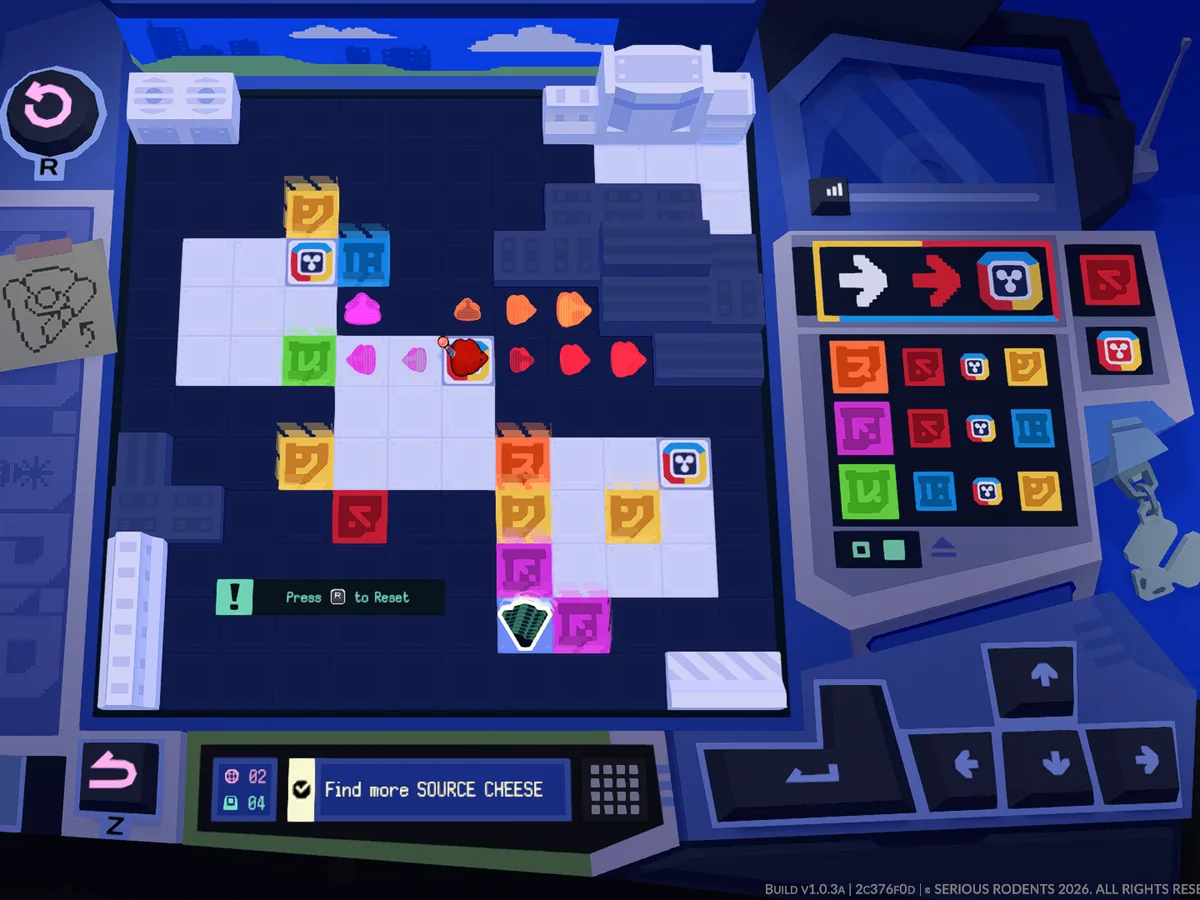 R
Press R to Reset
02
04
Find more SOURCE CHEESE
Z
BUILD V1.0.3A | 2C376F0D | © SERIOUS RODENTS 2026. ALL RIGHTS RESE